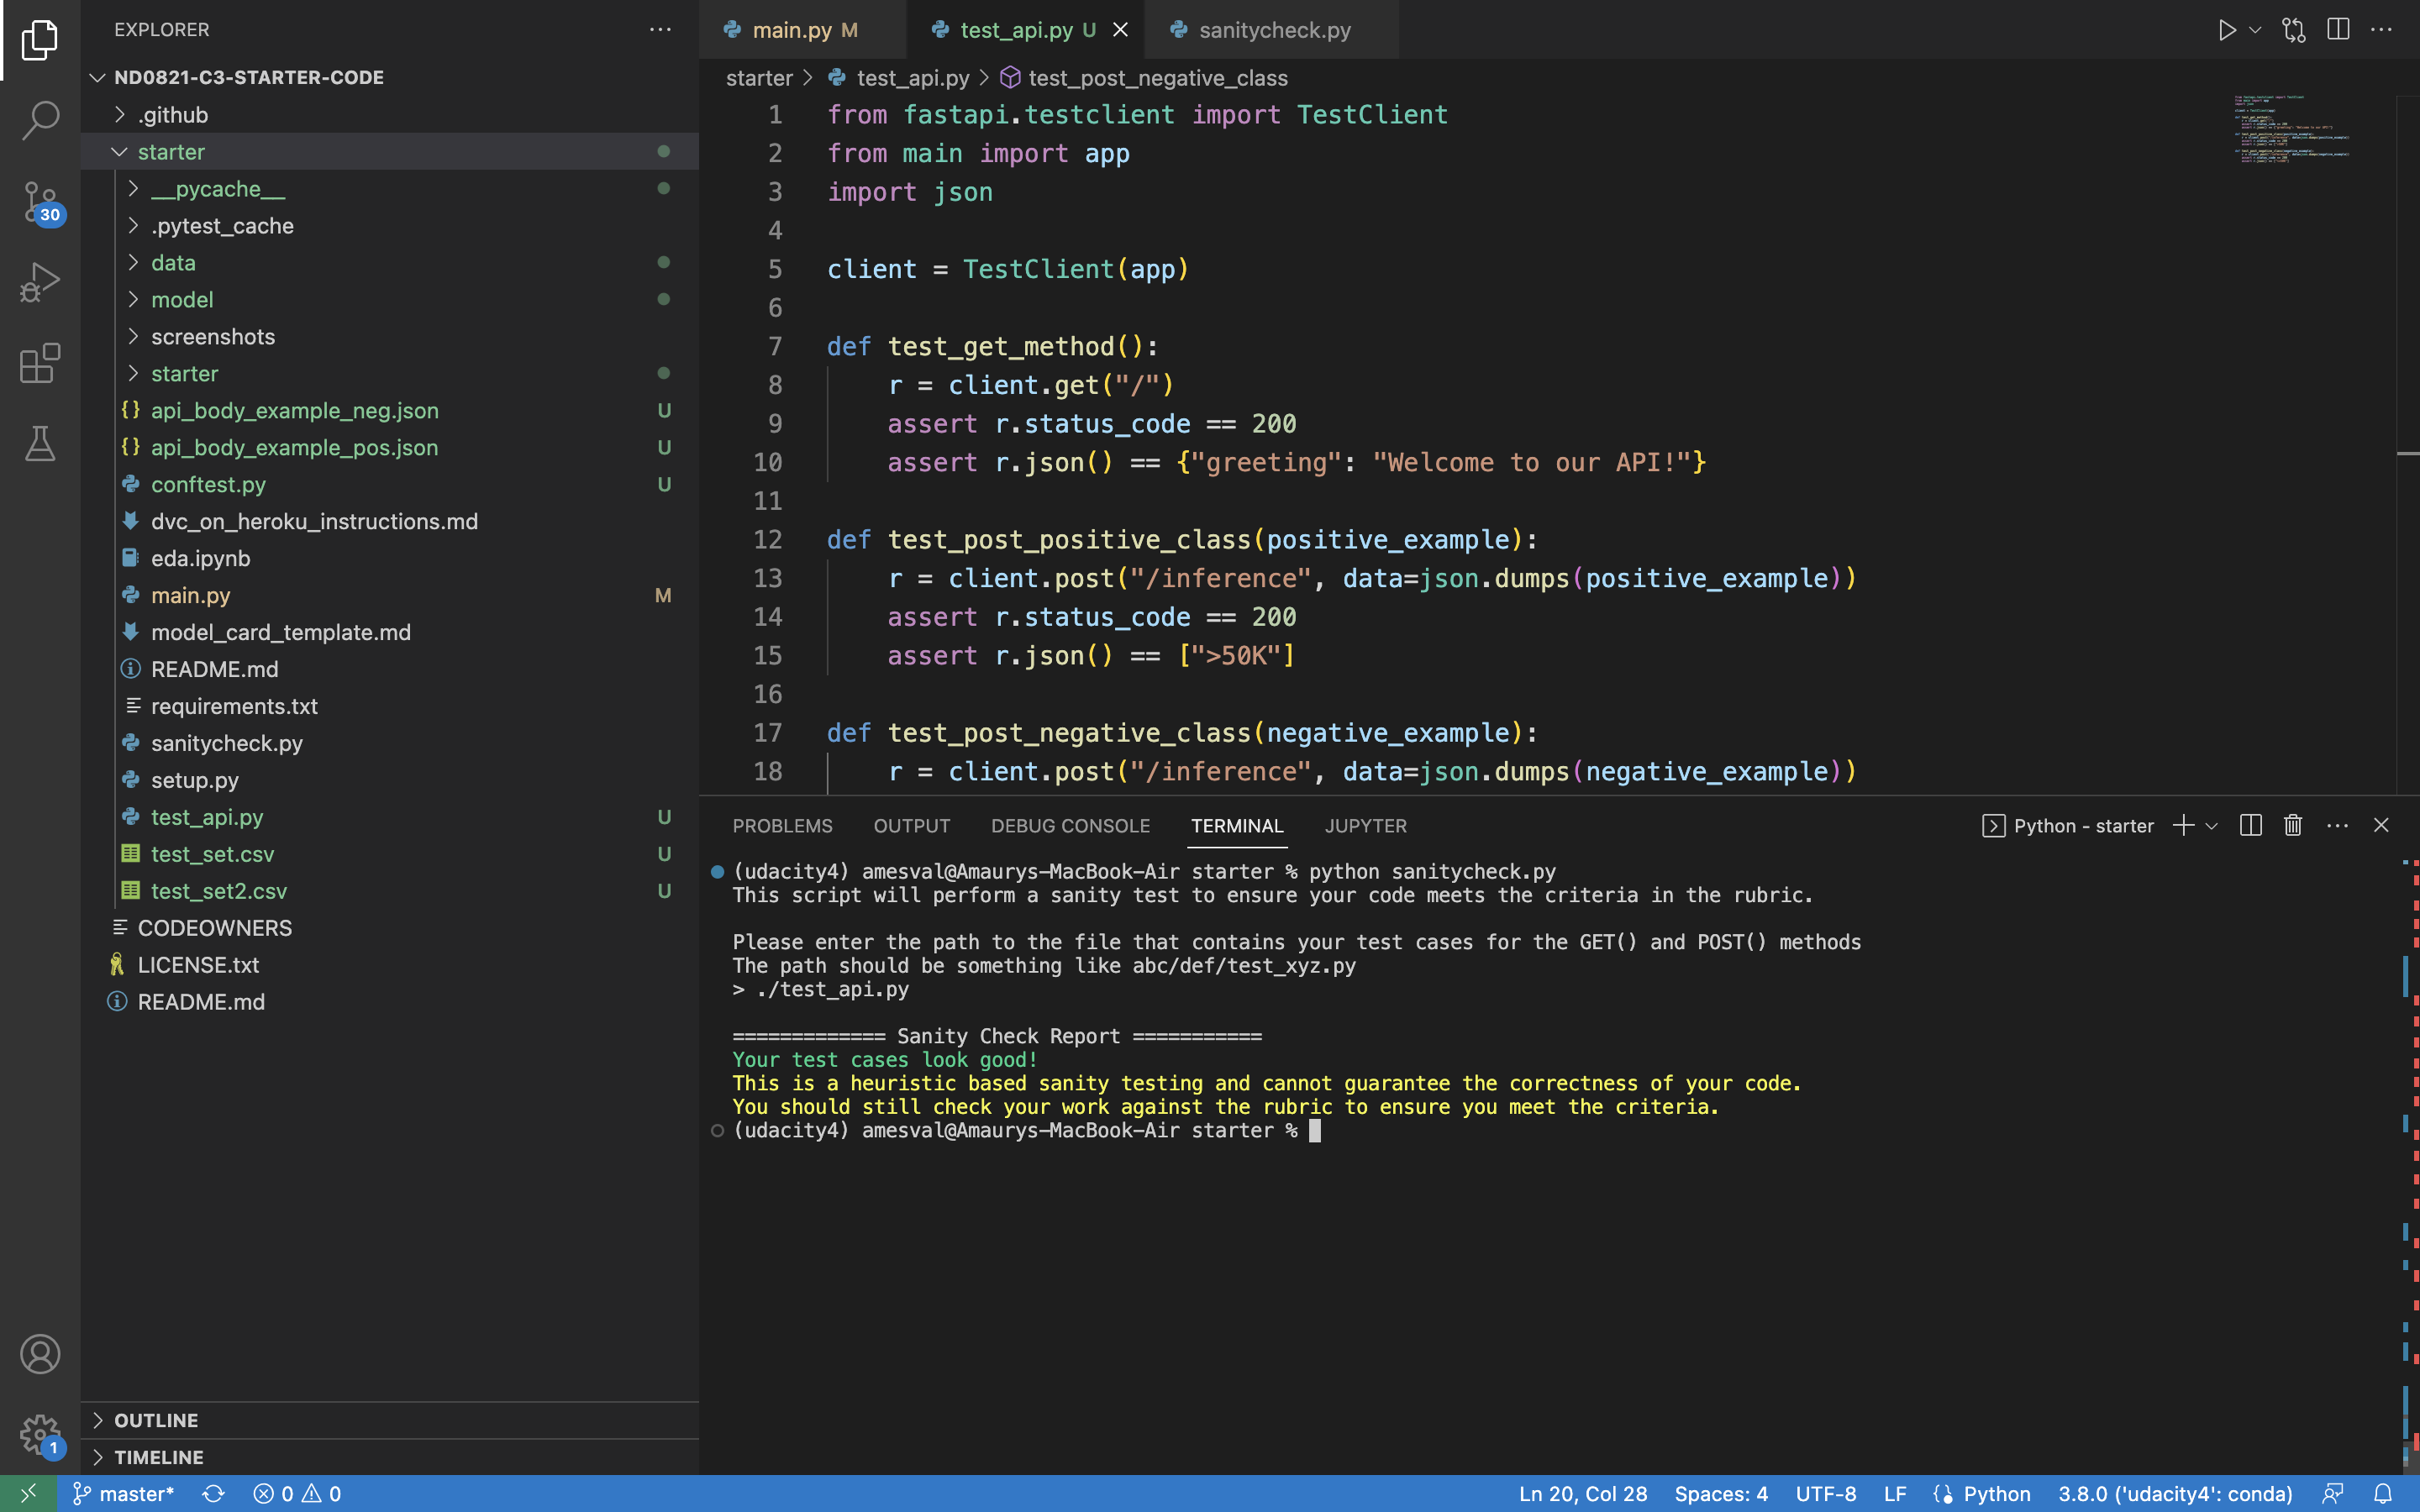 EXPLORER
ND0821-C3-STARTER-CODE
.github
starter
__pycache__
.pytest_cache
data
model
screenshots
starter
api_body_example_neg.json U
api_body_example_pos.json U
conftest.py U
dvc_on_heroku_instructions.md
eda.ipynb
main.py M
model_card_template.md
README.md
requirements.txt
sanitycheck.py
setup.py
test_api.py U
test_set.csv U
test_set2.csv U
CODEOWNERS
LICENSE.txt
README.md
OUTLINE
TIMELINE
30
1
main.py M
test_api.py U
sanitycheck.py
starter > test_api.py > test_post_negative_class
1 from fastapi.testclient import TestClient
2 from main import app
3 import json
4
5 client = TestClient(app)
6
7 def test_get_method():
8 r = client.get("/")
9 assert r.status_code == 200
10 assert r.json() == {"greeting": "Welcome to our API!"}
11
12 def test_post_positive_class(positive_example):
13 r = client.post("/inference", data=json.dumps(positive_example))
14 assert r.status_code == 200
15 assert r.json() == [">50K"]
16
17 def test_post_negative_class(negative_example):
18 r = client.post("/inference", data=json.dumps(negative_example))
PROBLEMS OUTPUT DEBUG CONSOLE TERMINAL JUPYTER
Python - starter
(udacity4) amesval@Amaurys-MacBook-Air starter % python sanitycheck.py
This script will perform a sanity test to ensure your code meets the criteria in the rubric.
Please enter the path to the file that contains your test cases for the GET() and POST() methods
The path should be something like abc/def/test_xyz.py
> ./test_api.py
============= Sanity Check Report ===========
Your test cases look good!
This is a heuristic based sanity testing and cannot guarantee the correctness of your code.
You should still check your work against the rubric to ensure you meet the criteria.
(udacity4) amesval@Amaurys-MacBook-Air starter %
master* 0 0 Ln 20, Col 28 Spaces: 4 UTF-8 LF Python 3.8.0 ('udacity4': conda)